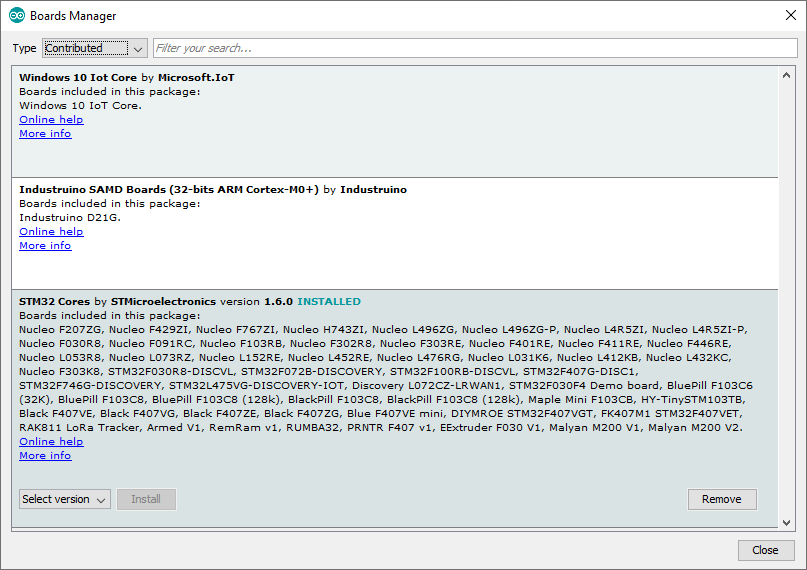 Boards Manager
Type Contributed Filter your search...
Windows 10 Iot Core by Microsoft.IoT
Boards included in this package:
Windows 10 IoT Core.
Online help
More info
Industruino SAMD Boards (32-bits ARM Cortex-M0+) by Industruino
Boards included in this package:
Industruino D21G.
Online help
More info
STM32 Cores by STMicroelectronics version 1.6.0 INSTALLED
Boards included in this package:
Nucleo F207ZG, Nucleo F429ZI, Nucleo F767ZI, Nucleo H743ZI, Nucleo L496ZG, Nucleo L496ZG-P, Nucleo L4R5ZI, Nucleo L4R5ZI-P,
Nucleo F030R8, Nucleo F091RC, Nucleo F103RB, Nucleo F302R8, Nucleo F303RE, Nucleo F401RE, Nucleo F411RE, Nucleo F446RE,
Nucleo L053R8, Nucleo L073RZ, Nucleo L152RE, Nucleo L452RE, Nucleo L476RG, Nucleo L031K6, Nucleo L412KB, Nucleo L432KC,
Nucleo F303K8, STM32F030R8-DISCVL, STM32F072B-DISCOVERY, STM32F100RB-DISCVL, STM32F407G-DISC1,
STM32F746G-DISCOVERY, STM32L475VG-DISCOVERY-IOT, Discovery L072CZ-LRWAN1, STM32F030F4 Demo board, BluePill F103C6
(32K), BluePill F103C8, BluePill F103C8 (128k), BlackPill F103C8, BlackPill F103C8 (128k), Maple Mini F103CB, HY-TinySTM103TB,
Black F407VE, Black F407VG, Black F407ZE, Black F407ZG, Blue F407VE mini, DIYMROE STM32F407VGT, FK407M1 STM32F407VET,
RAK811 LoRa Tracker, Armed V1, RemRam v1, RUMBA32, PRNTR F407 v1, EExtruder F030 V1, Malyan M200 V1, Malyan M200 V2.
Online help
More info
Select version Install Remove
Close